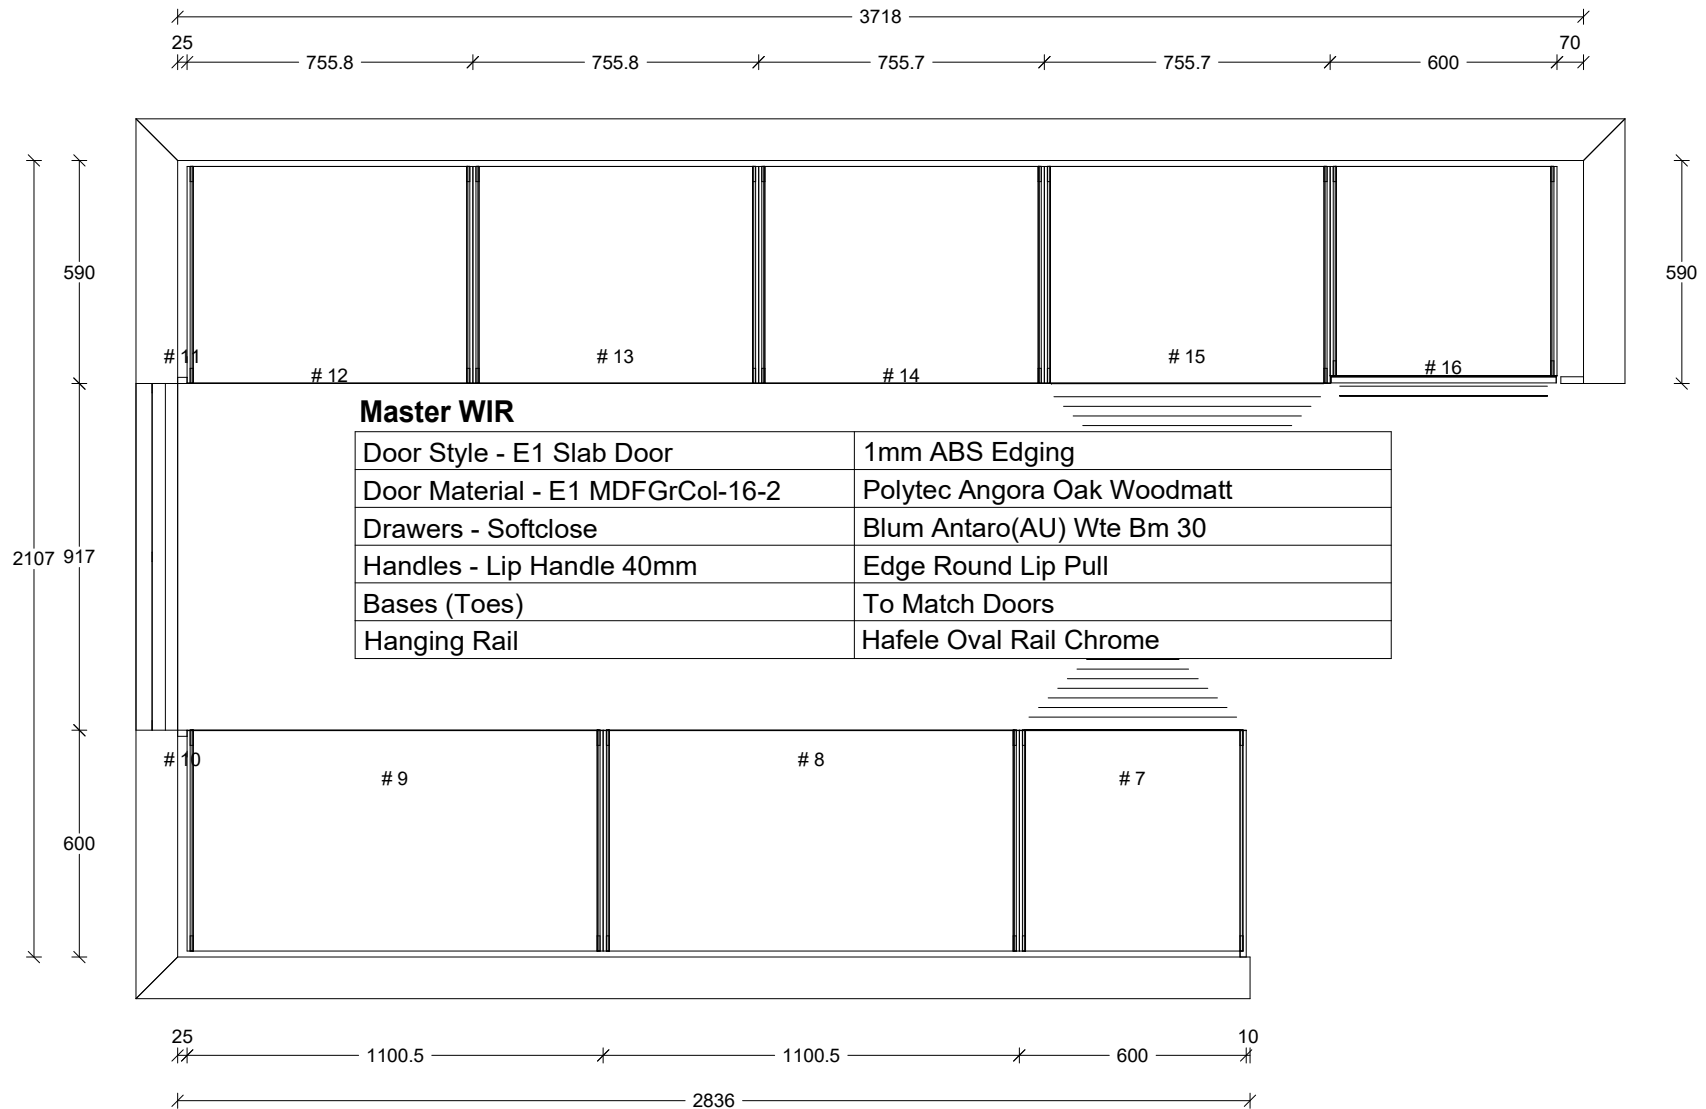 3718
25 755.8 755.8 755.7 755.7 600 70
590
590
# 11
# 12
# 13
# 14
# 15
# 16
Master WIR
Door Style - E1 Slab Door 1mm ABS Edging
Door Material - E1 MDFGrCol-16-2 Polytec Angora Oak Woodmatt
Drawers - Softclose Blum Antaro(AU) Wte Bm 30
Handles - Lip Handle 40mm Edge Round Lip Pull
Bases (Toes) To Match Doors
Hanging Rail Hafele Oval Rail Chrome
2107 917
# 10
# 9
# 8
# 7
600
25 1100.5 1100.5 600 10
2836